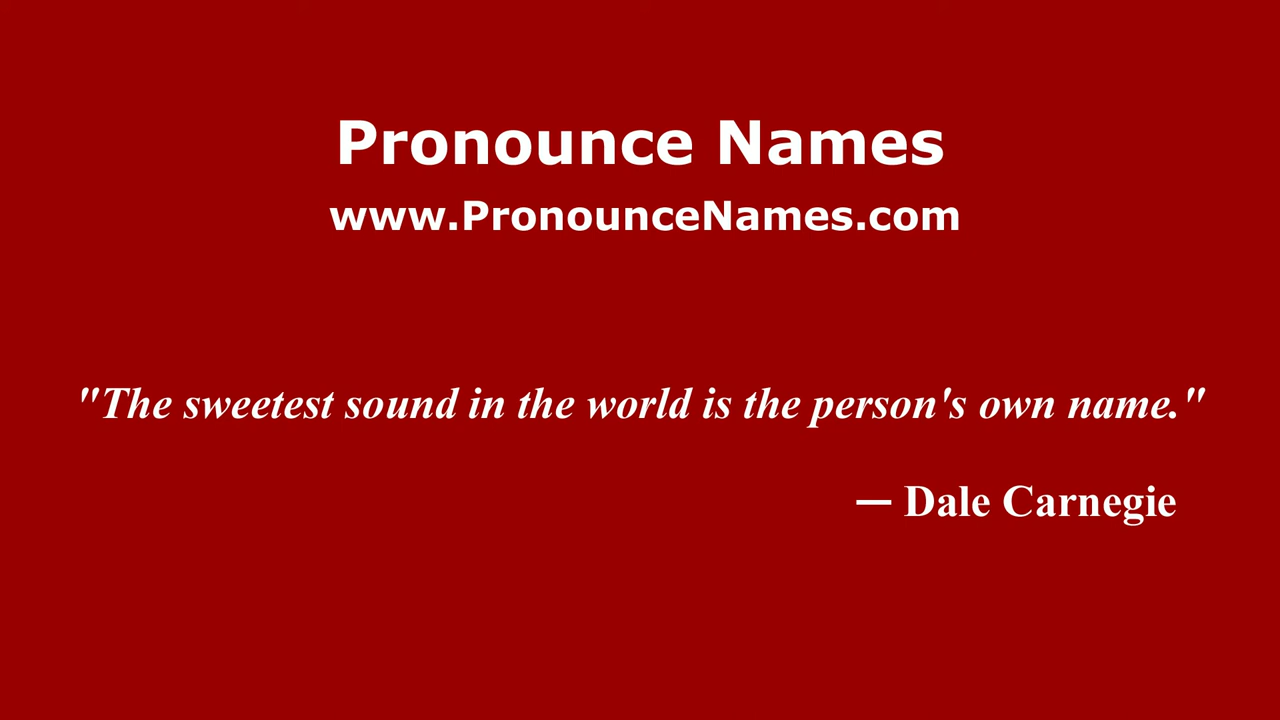 Pronounce Names
www.PronounceNames.com
"The sweetest sound in the world is the person's own name."
— Dale Carnegie